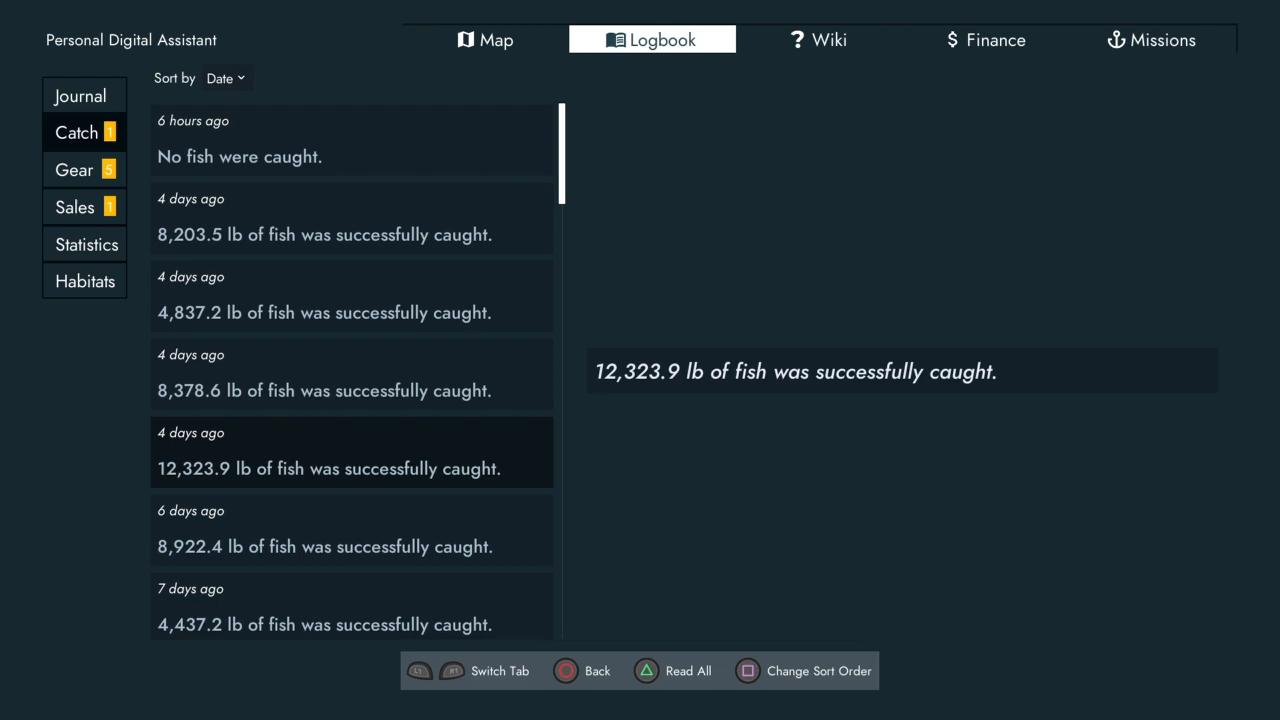 Personal Digital Assistant
Map
Logbook
? Wiki
$ Finance
Missions
Journal
Catch 1
Gear 5
Sales 1
Statistics
Habitats
Sort by Date
6 hours ago
No fish were caught.
4 days ago
8,203.5 lb of fish was successfully caught.
4 days ago
4,837.2 lb of fish was successfully caught.
4 days ago
8,378.6 lb of fish was successfully caught.
4 days ago
12,323.9 lb of fish was successfully caught.
6 days ago
8,922.4 lb of fish was successfully caught.
7 days ago
4,437.2 lb of fish was successfully caught.
12,323.9 lb of fish was successfully caught.
L1 R1 Switch Tab
Back
Read All
Change Sort Order